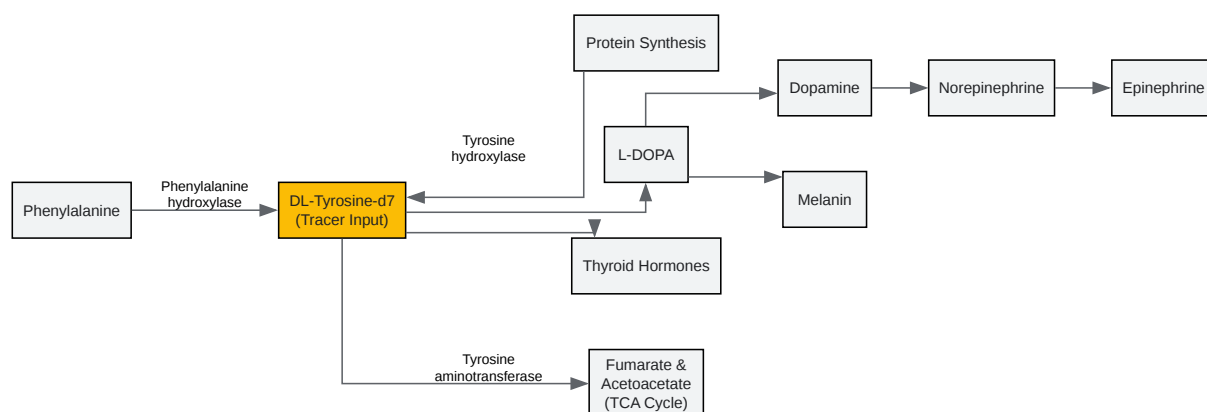 Protein Synthesis
Dopamine
Norepinephrine
Epinephrine
Tyrosine
hydroxylase
L-DOPA
Phenylalanine
hydroxylase
Phenylalanine
DL-Tyrosine-d7
(Tracer Input)
Melanin
Thyroid Hormones
Tyrosine
aminotransferase
Fumarate &
Acetoacetate
(TCA Cycle)